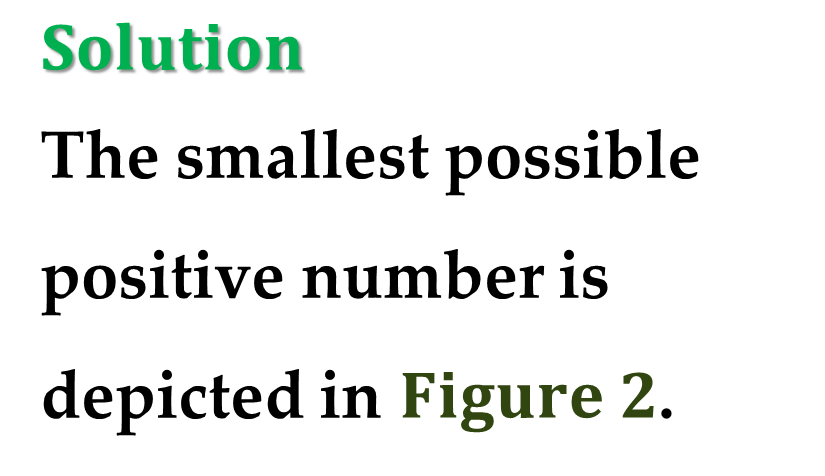 Solution
The smallest possible
positive number is
depicted in Figure 2.